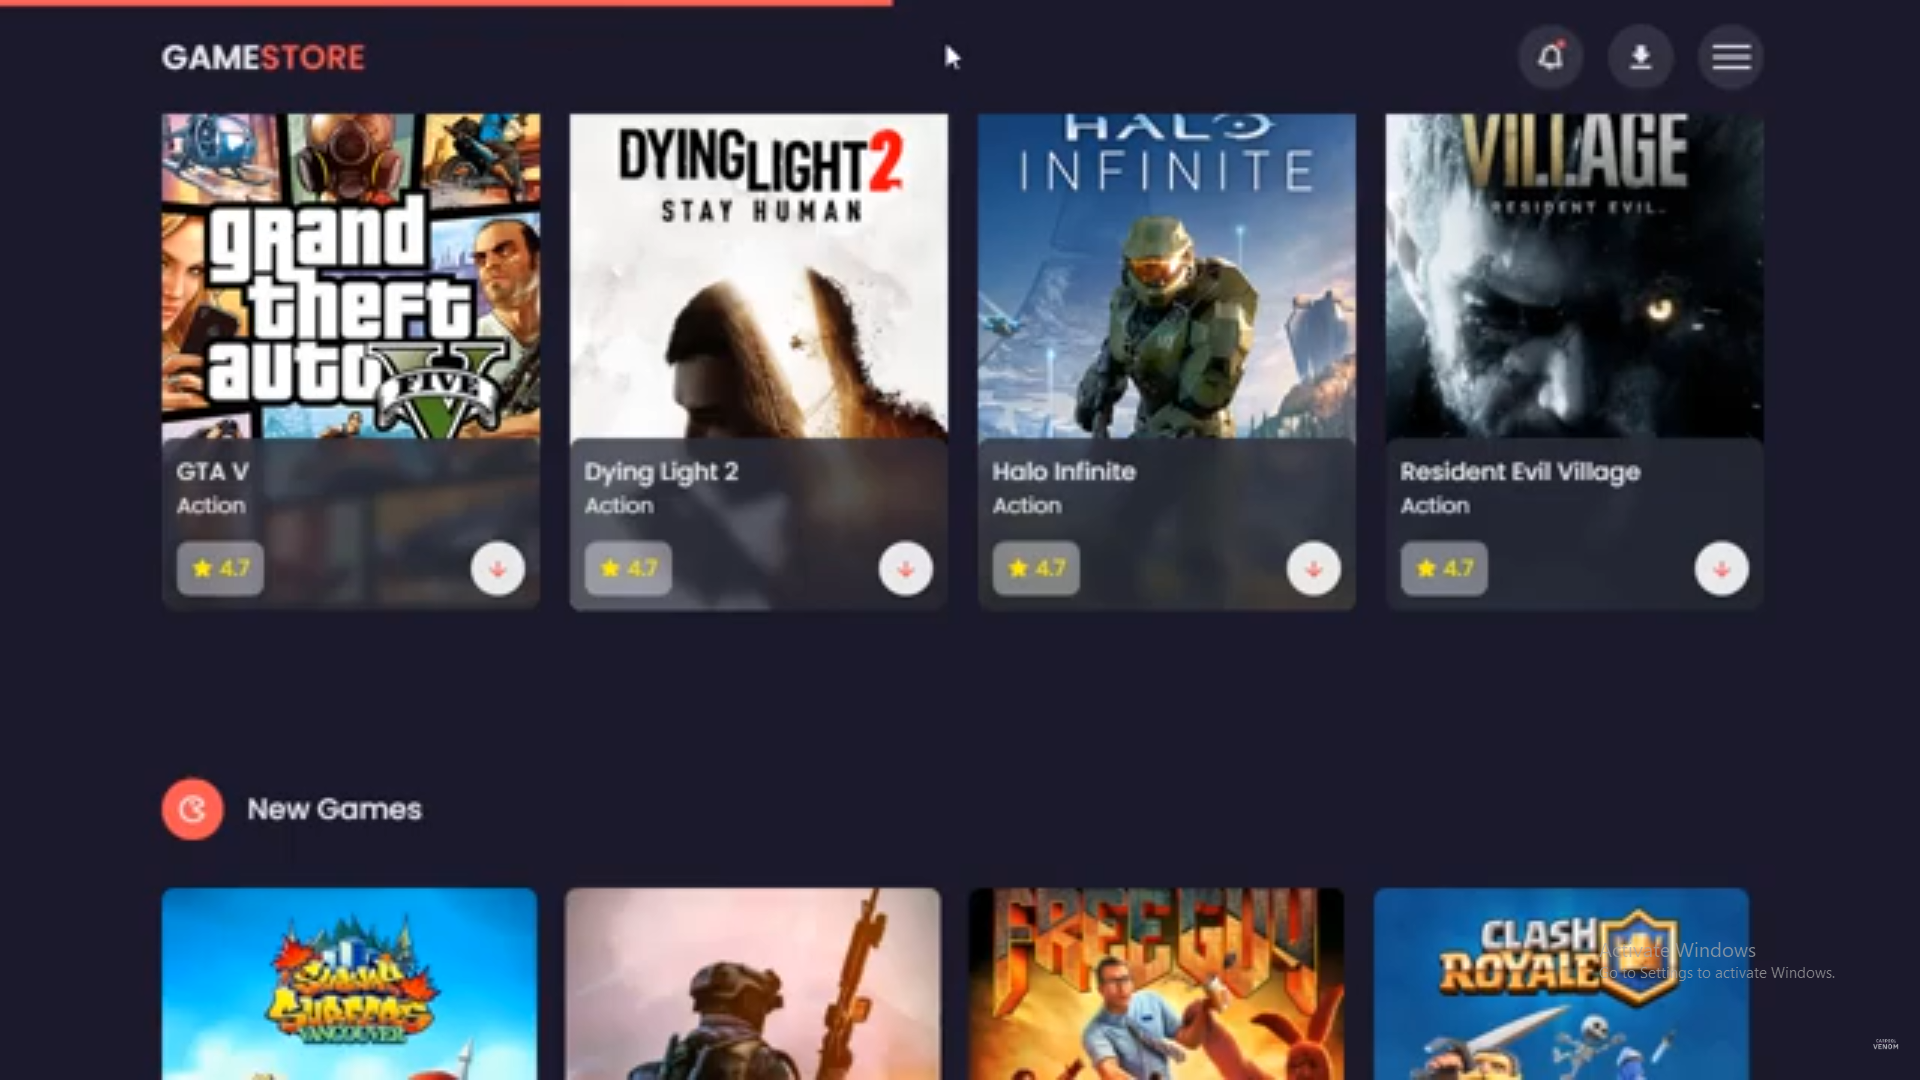 GAMESTORE
grand
theft
auto
FIVE
DYING LIGHT 2
STAY HUMAN
HALO
INFINITE
VILLAGE
RESIDENT EVIL
GTA V
Action
4.7
Dying Light 2
Action
4.7
Halo Infinite
Action
4.7
Resident Evil Village
Action
4.7
New Games
SUBWAY
SURFERS
VANCOUVER
FREE GUY
CLASH
ROYALE
Activate Windows
Go to Settings to activate Windows.
VENOM